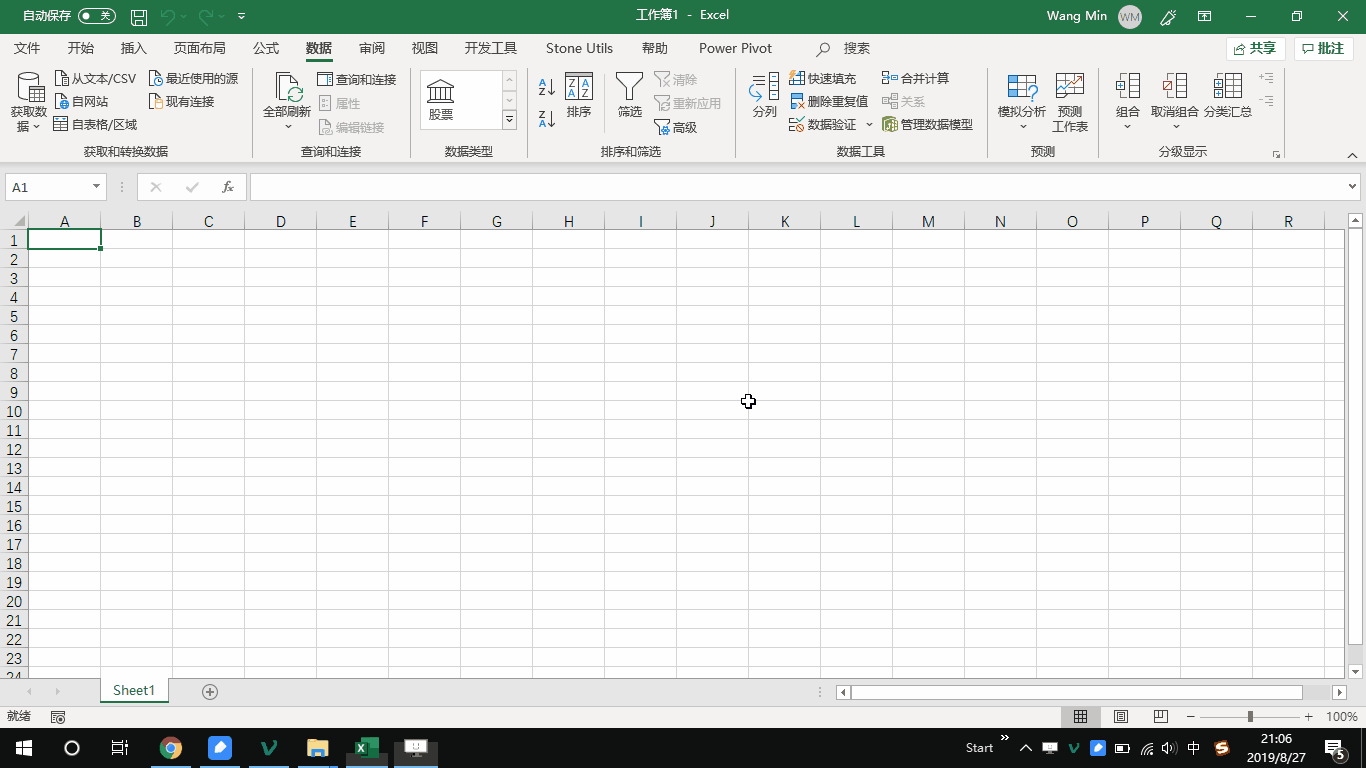 自动保存 关 工作簿1 - Excel Wang Min WM
文件 开始 插入 页面布局 公式 数据 审阅 视图 开发工具 Stone Utils 帮助 Power Pivot 搜索 共享 批注
获取数据 从文本/CSV 最近使用的源
自网站 现有连接
自表格/区域
获取和转换数据
全部刷新 查询和连接
属性
编辑链接
查询和连接
股票
数据类型
排序 筛选 清除
重新应用
高级
排序和筛选
分列 快速填充 合并计算
删除重复值 关系
数据验证 管理数据模型
数据工具
模拟分析 预测
工作表
预测
组合 取消组合 分类汇总
分级显示
A1 fx
A B C D E F G H I J K L M N O P Q R
1
2
3
4
5
6
7
8
9
10
11
12
13
14
15
16
17
18
19
20
21
22
23
24
Sheet1
就绪 100%
Start 中 21:06
2019/8/27 5